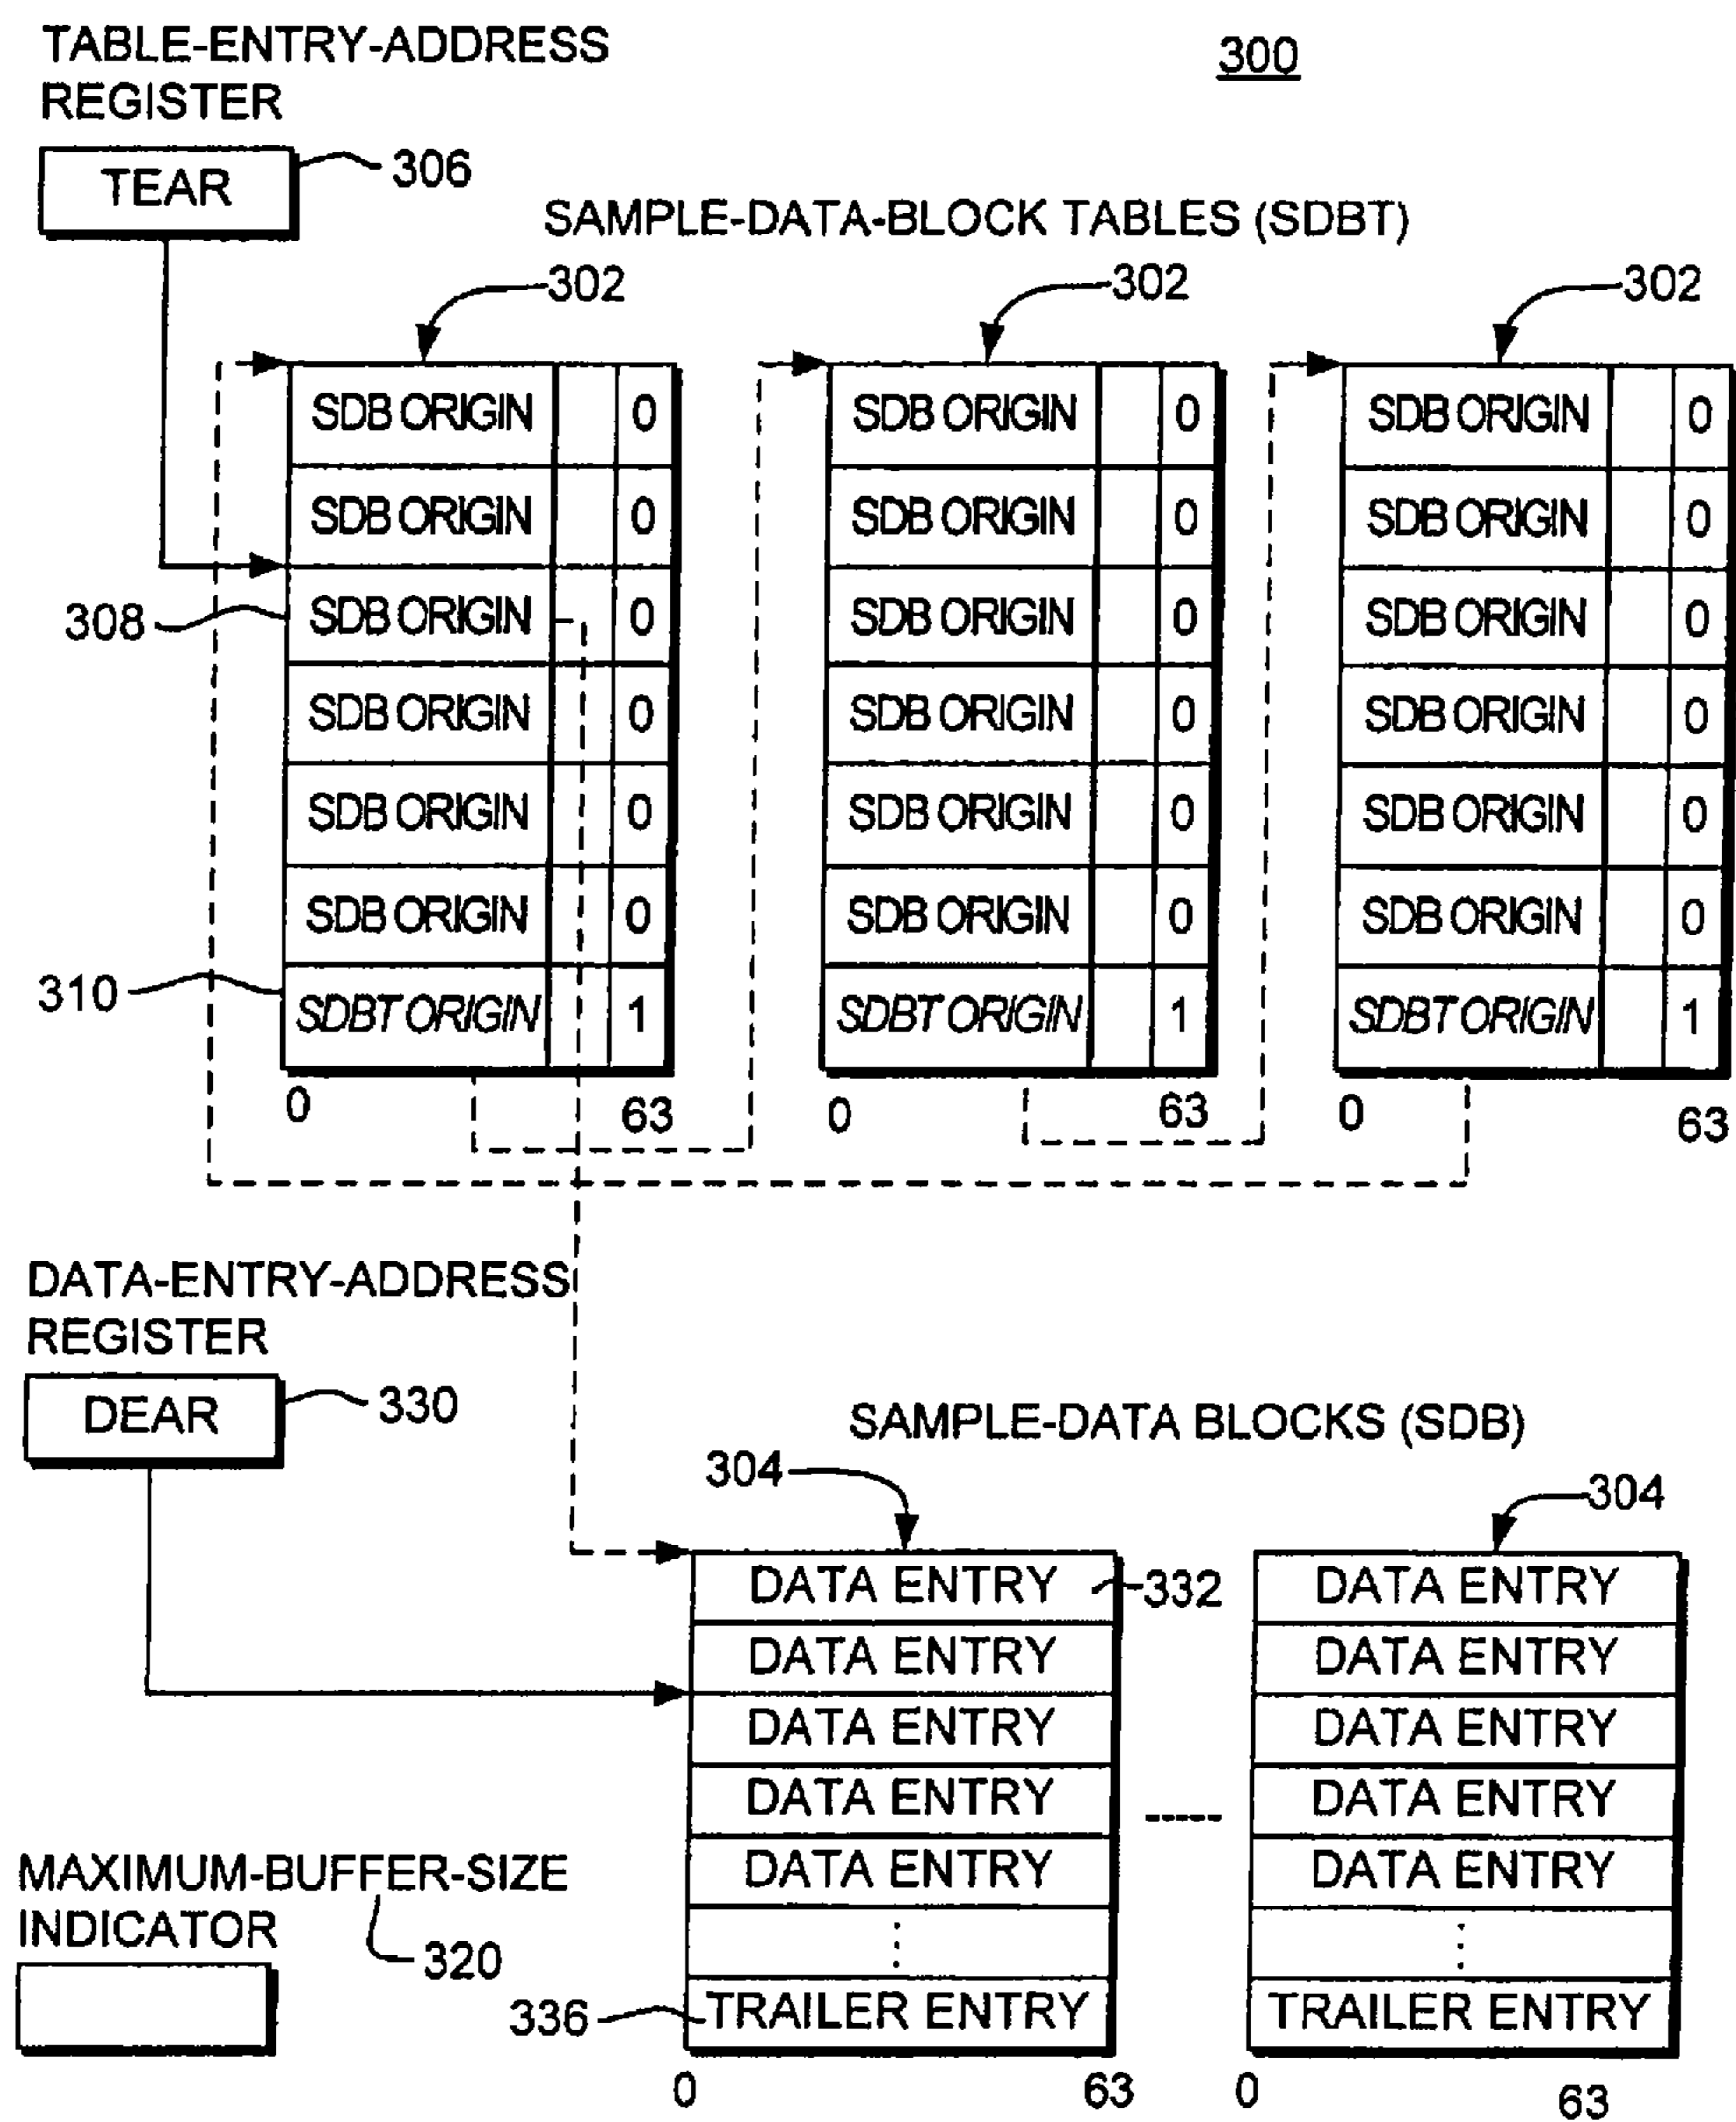 TABLE-ENTRY-ADDRESS
REGISTER
300
TEAR
306
SAMPLE-DATA-BLOCK TABLES (SDBT)
302 302 302
SDB ORIGIN 0 SDB ORIGIN 0 SDB ORIGIN 0
SDB ORIGIN 0 SDB ORIGIN 0 SDB ORIGIN 0
308 SDB ORIGIN 0 SDB ORIGIN 0 SDB ORIGIN 0
SDB ORIGIN 0 SDB ORIGIN 0 SDB ORIGIN 0
SDB ORIGIN 0 SDB ORIGIN 0 SDB ORIGIN 0
SDB ORIGIN 0 SDB ORIGIN 0 SDB ORIGIN 0
310 SDBT ORIGIN 1 SDBT ORIGIN 1 SDBT ORIGIN 1
0 63 0 63 0 63
DATA-ENTRY-ADDRESS
REGISTER
DEAR
330
SAMPLE-DATA BLOCKS (SDB)
304 304
DATA ENTRY 332 DATA ENTRY
DATA ENTRY DATA ENTRY
DATA ENTRY DATA ENTRY
DATA ENTRY DATA ENTRY
DATA ENTRY DATA ENTRY
MAXIMUM-BUFFER-SIZE
INDICATOR
320
336 TRAILER ENTRY TRAILER ENTRY
0 63 0 63